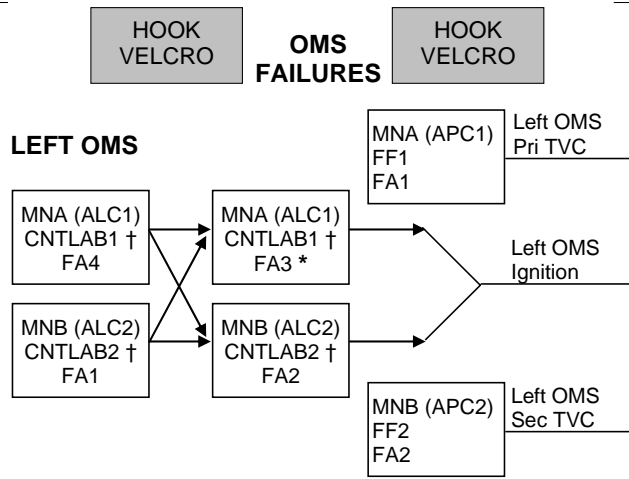 HOOK
VELCRO
OMS
FAILURES
HOOK
VELCRO
LEFT OMS
MNA (APC1)
FF1
FA1
Left OMS
Pri TVC
MNA (ALC1)
CNTLAB1 †
FA4
MNA (ALC1)
CNTLAB1 †
FA3 *
Left OMS
Ignition
MNB (ALC2)
CNTLAB2 †
FA1
MNB (ALC2)
CNTLAB2 †
FA2
MNB (APC2)
FF2
FA2
Left OMS
Sec TVC